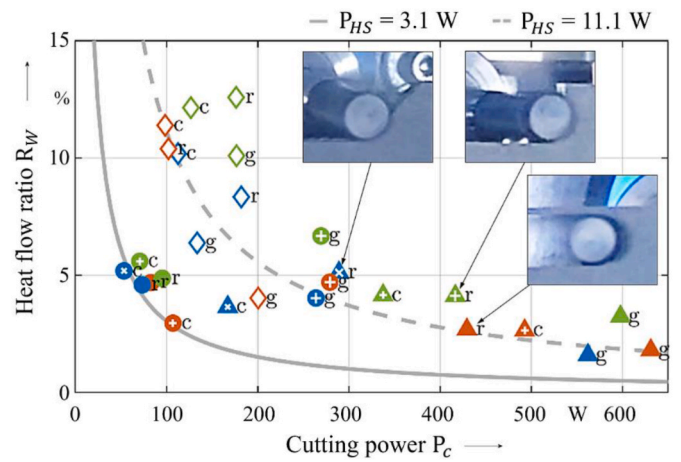 P_HS = 3.1 W P_HS = 11.1 W
15
%
10
5
0
Heat flow ratio R_W
r
c
c
r
c
g
r
g
g
g
g
g
r
c
c
r
r
c
c
c
r
r
c
g
g
g
0 100 200 300 400 500 W 600
Cutting power P_c